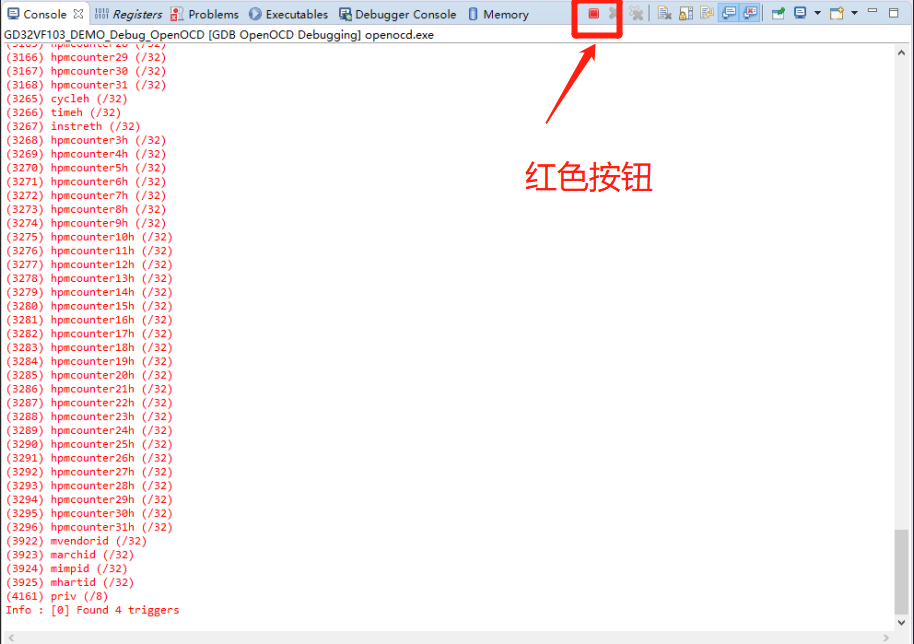 Console Registers Problems Executables Debugger Console Memory
GD32VF103_DEMO_Debug_OpenOCD [GDB OpenOCD Debugging] openocd.exe
(3165) hpmcounter28 (/32)
(3166) hpmcounter29 (/32)
(3167) hpmcounter30 (/32)
(3168) hpmcounter31 (/32)
(3265) cycleh (/32)
(3266) timeh (/32)
(3267) instreth (/32)
(3268) hpmcounter3h (/32)
(3269) hpmcounter4h (/32)
(3270) hpmcounter5h (/32)
(3271) hpmcounter6h (/32)
(3272) hpmcounter7h (/32)
(3273) hpmcounter8h (/32)
(3274) hpmcounter9h (/32)
(3275) hpmcounter10h (/32)
(3276) hpmcounter11h (/32)
(3277) hpmcounter12h (/32)
(3278) hpmcounter13h (/32)
(3279) hpmcounter14h (/32)
(3280) hpmcounter15h (/32)
(3281) hpmcounter16h (/32)
(3282) hpmcounter17h (/32)
(3283) hpmcounter18h (/32)
(3284) hpmcounter19h (/32)
(3285) hpmcounter20h (/32)
(3286) hpmcounter21h (/32)
(3287) hpmcounter22h (/32)
(3288) hpmcounter23h (/32)
(3289) hpmcounter24h (/32)
(3290) hpmcounter25h (/32)
(3291) hpmcounter26h (/32)
(3292) hpmcounter27h (/32)
(3293) hpmcounter28h (/32)
(3294) hpmcounter29h (/32)
(3295) hpmcounter30h (/32)
(3296) hpmcounter31h (/32)
(3922) mvendorid (/32)
(3923) marchid (/32)
(3924) mimpid (/32)
(3925) mhartid (/32)
(4161) priv (/8)
Info : [0] Found 4 triggers
红色按钮